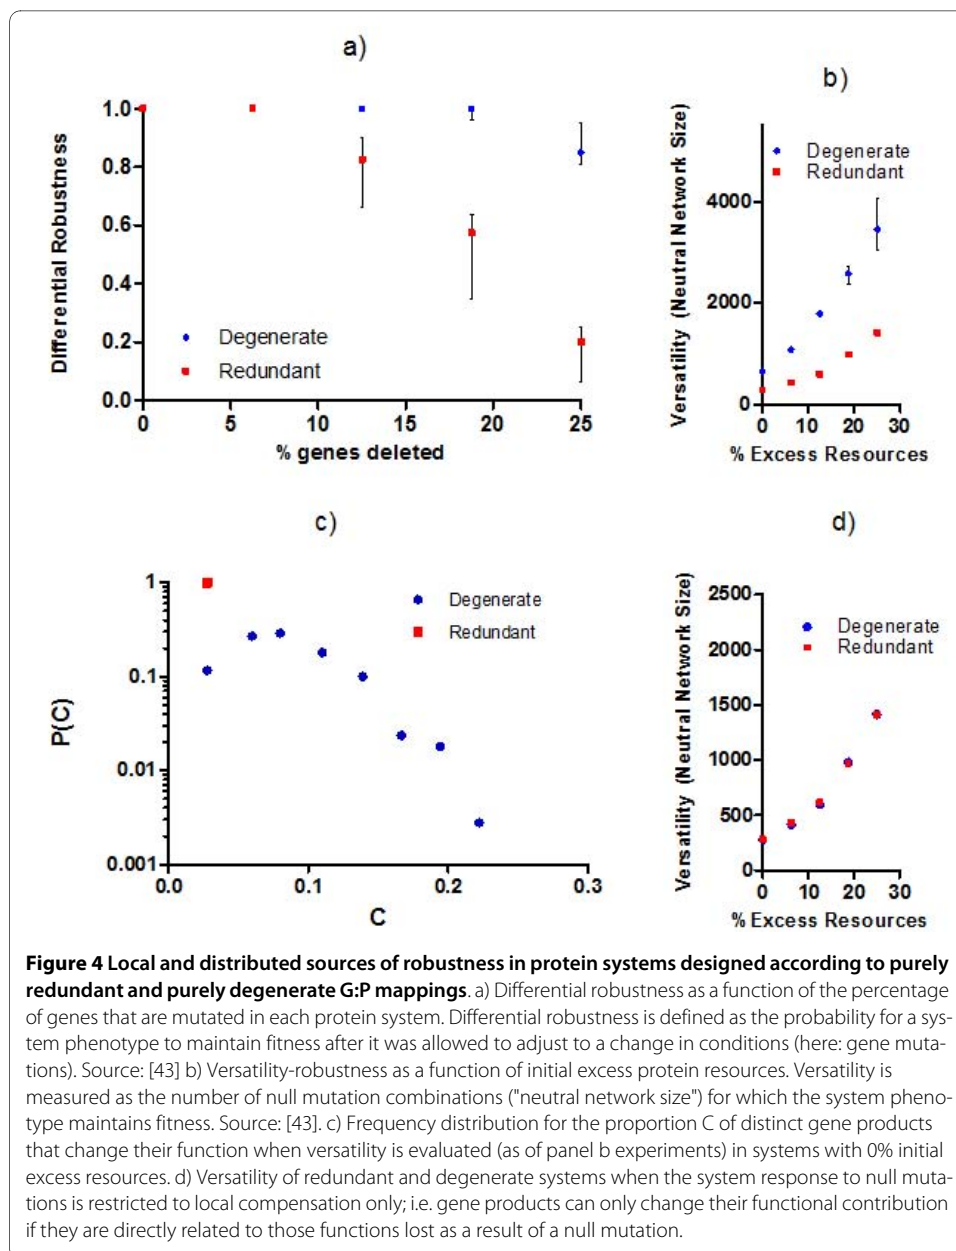 a)
Differential Robustness
1.0
0.8
0.6
0.4
0.2
0.0
Degenerate
Redundant
0 5 10 15 20 25
% genes deleted
b)
Versatility (Neutral Network Size)
Degenerate
Redundant
4000
2000
0
0 10 20 30
% Excess Resources
c)
P(C)
1
0.1
0.01
0.001
Degenerate
Redundant
0.0 0.1 0.2 0.3
C
d)
Versatility (Neutral Network Size)
2500
2000
1500
1000
500
0
Degenerate
Redundant
0 10 20 30
% Excess Resources
Figure 4 Local and distributed sources of robustness in protein systems designed according to purely
redundant and purely degenerate G:P mappings. a) Differential robustness as a function of the percentage
of genes that are mutated in each protein system. Differential robustness is defined as the probability for a sys-
tem phenotype to maintain fitness after it was allowed to adjust to a change in conditions (here: gene muta-
tions). Source: [43] b) Versatility-robustness as a function of initial excess protein resources. Versatility is
measured as the number of null mutation combinations ("neutral network size") for which the system pheno-
type maintains fitness. Source: [43]. c) Frequency distribution for the proportion C of distinct gene products
that change their function when versatility is evaluated (as of panel b experiments) in systems with 0% initial
excess resources. d) Versatility of redundant and degenerate systems when the system response to null muta-
tions is restricted to local compensation only; i.e. gene products can only change their functional contribution
if they are directly related to those functions lost as a result of a null mutation.